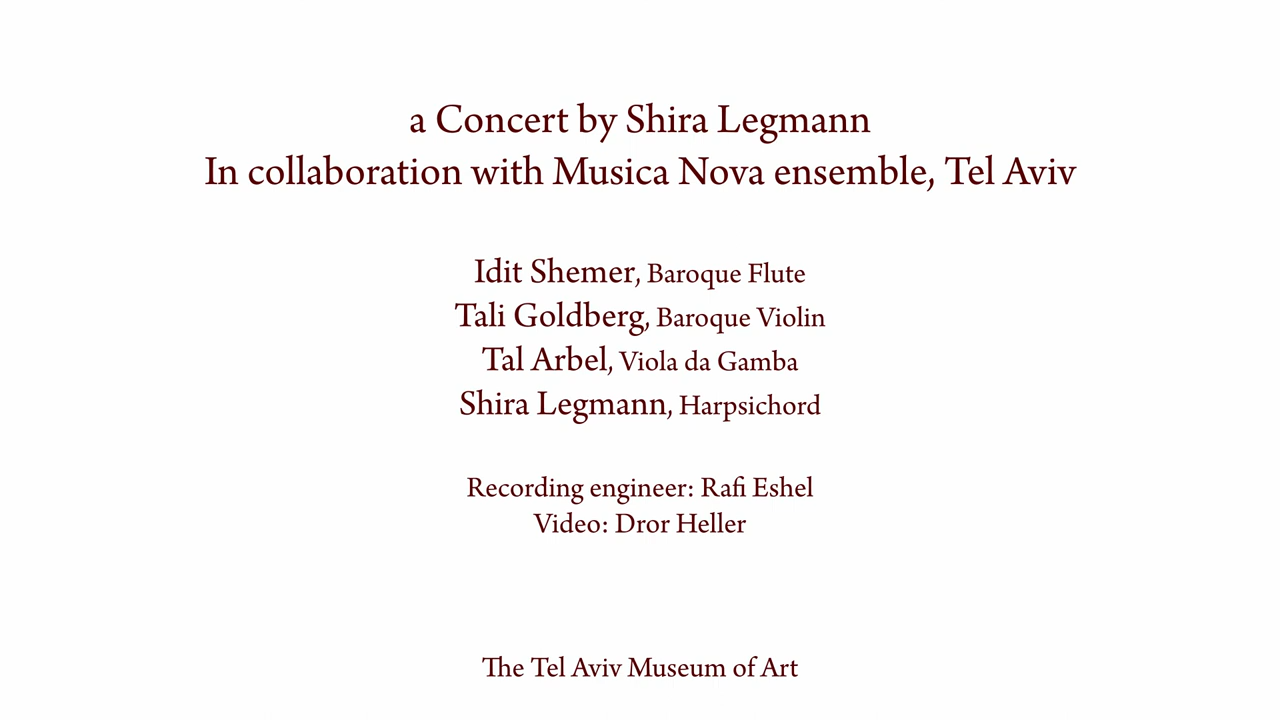 a Concert by Shira Legmann
In collaboration with Musica Nova ensemble, Tel Aviv
Idit Shemer, Baroque Flute
Tali Goldberg, Baroque Violin
Tal Arbel, Viola da Gamba
Shira Legmann, Harpsichord
Recording engineer: Rafi Eshel
Video: Dror Heller
The Tel Aviv Museum of Art